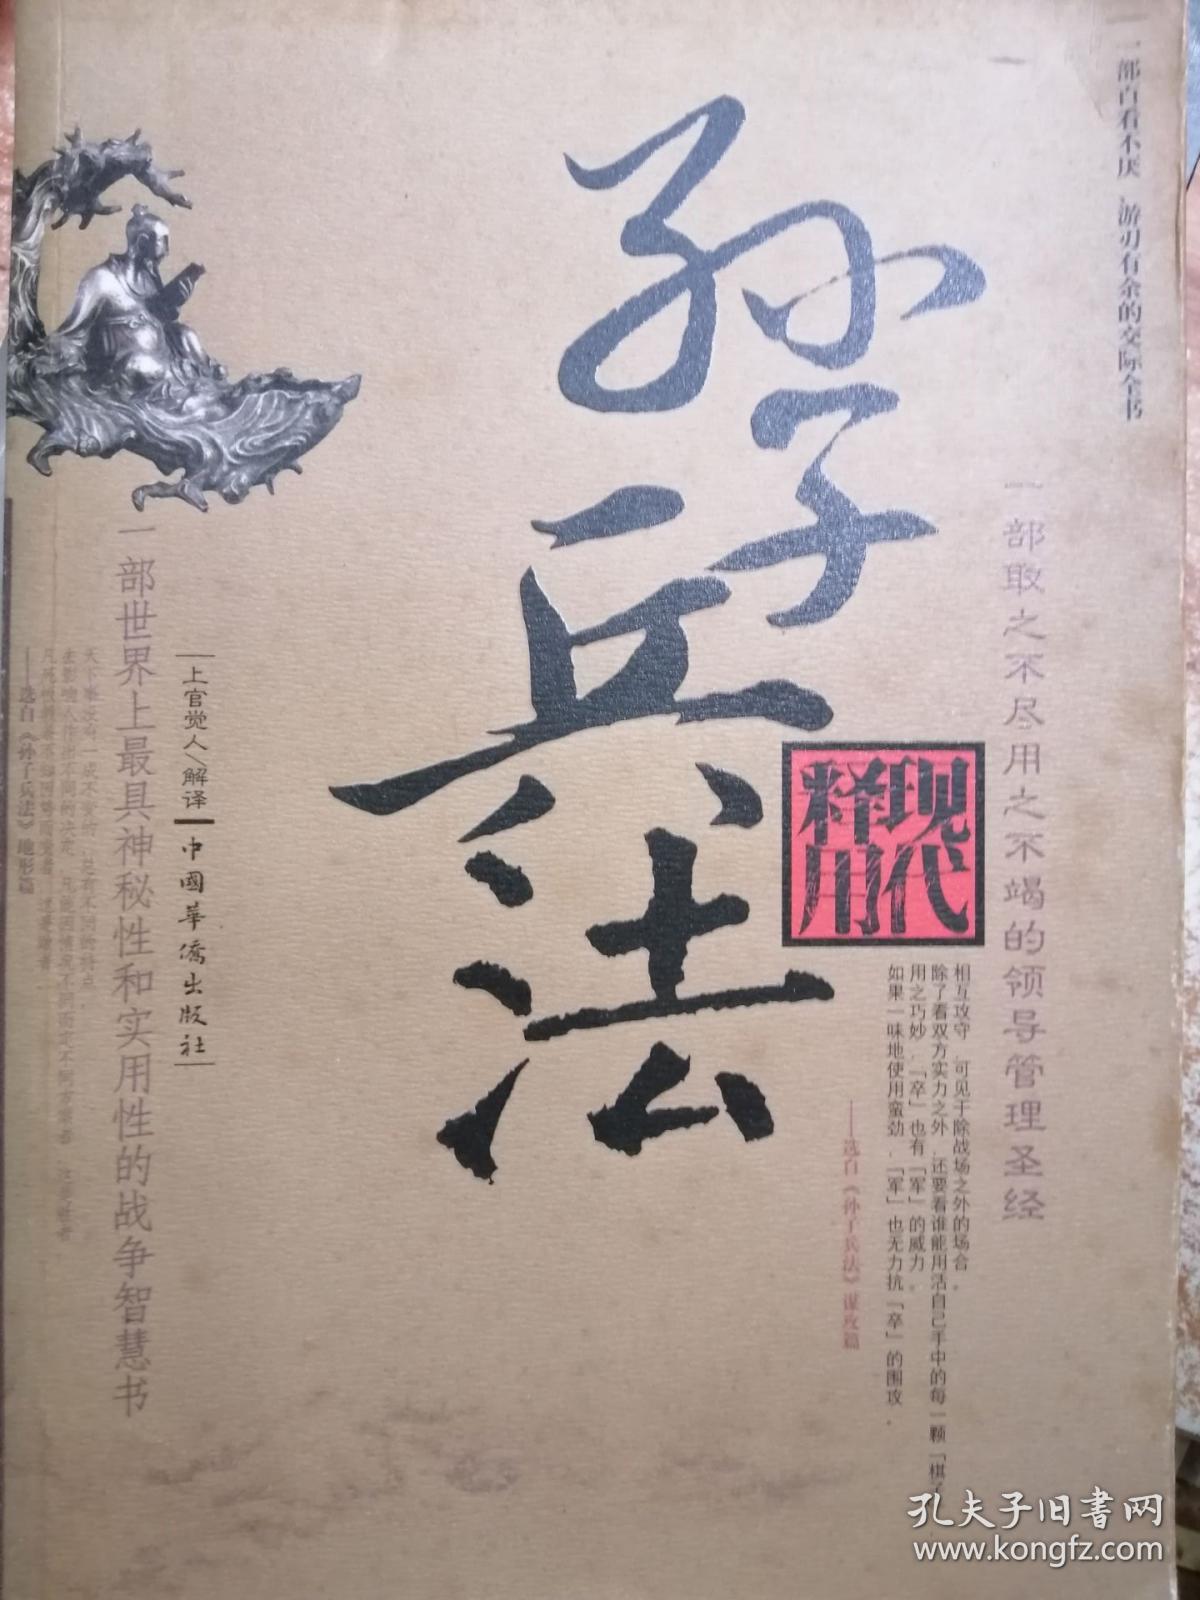 一部百看不厌、游刃有余的交际全书
一部取之不尽用之不竭的领导管理圣经
孙子兵法
现代
释用
相互攻守，可见于除战场之外的场合。
除了看双方实力之外，还要看谁能用活自己手中的每一颗「棋子
用之巧妙，「卒」也有「军」的威力。
如果一味地使用蛮劲，「军」也无力抗「卒」的围攻。
——选自《孙子兵法》谋攻篇
上官觉人/解译
中國華僑出版社
一部世界上最具神秘性和实用性的战争智慧书
——选自《孙子兵法》地形篇
孔夫子旧书网
www.kongfz.com